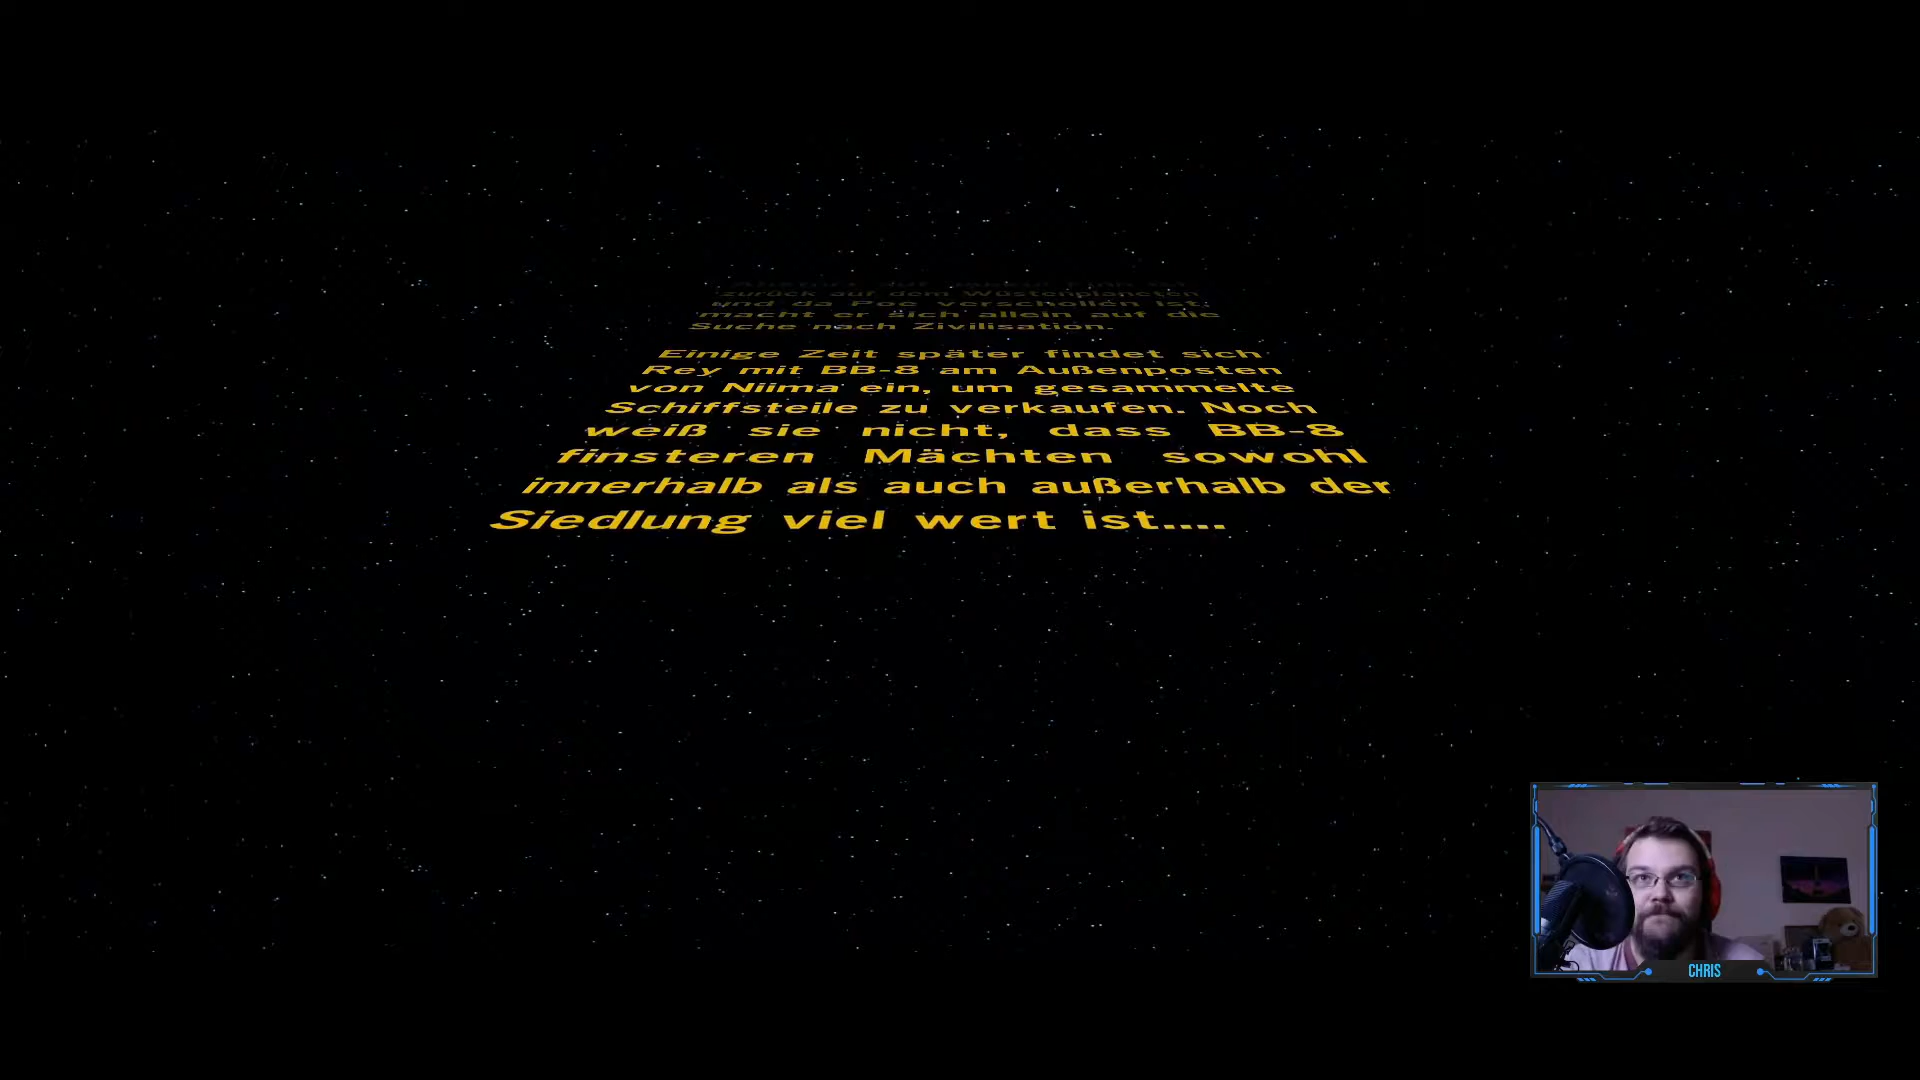 zurück auf dem Wüstenplaneten
und da Poe verschollen ist,
macht er sich allein auf die
Suche nach Zivilisation.
Einige Zeit später findet sich
Rey mit BB-8 am Außenposten
von Niima ein, um gesammelte
Schiffsteile zu verkaufen. Noch
weiß sie nicht, dass BB-8
finsteren Mächten sowohl
innerhalb als auch außerhalb der
Siedlung viel wert ist....
CHRIS